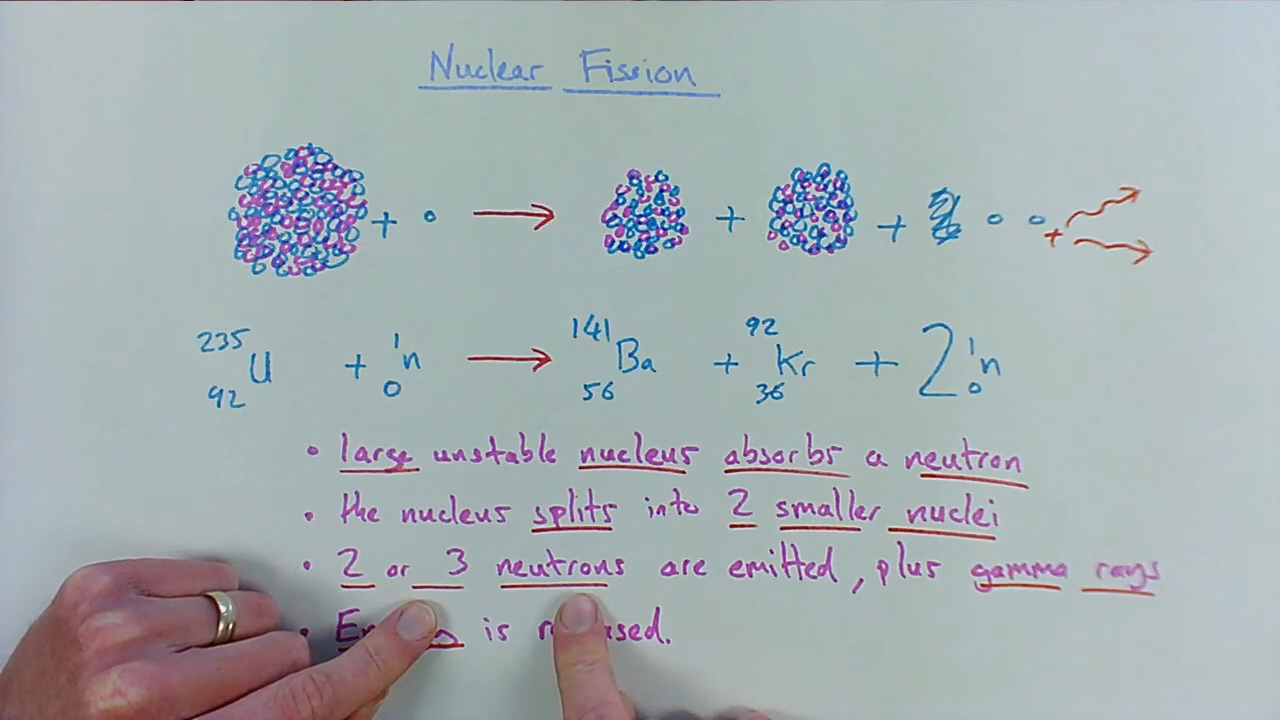 Nuclear Fission
+ → + + +
235 92 U + 1 0 n → 141 56 Ba + 92 36 Kr + 2 1 0 n
• large unstable nucleus absorbs a neutron
• the nucleus splits into 2 smaller nuclei
• 2 or 3 neutrons are emitted, plus gamma rays
• is